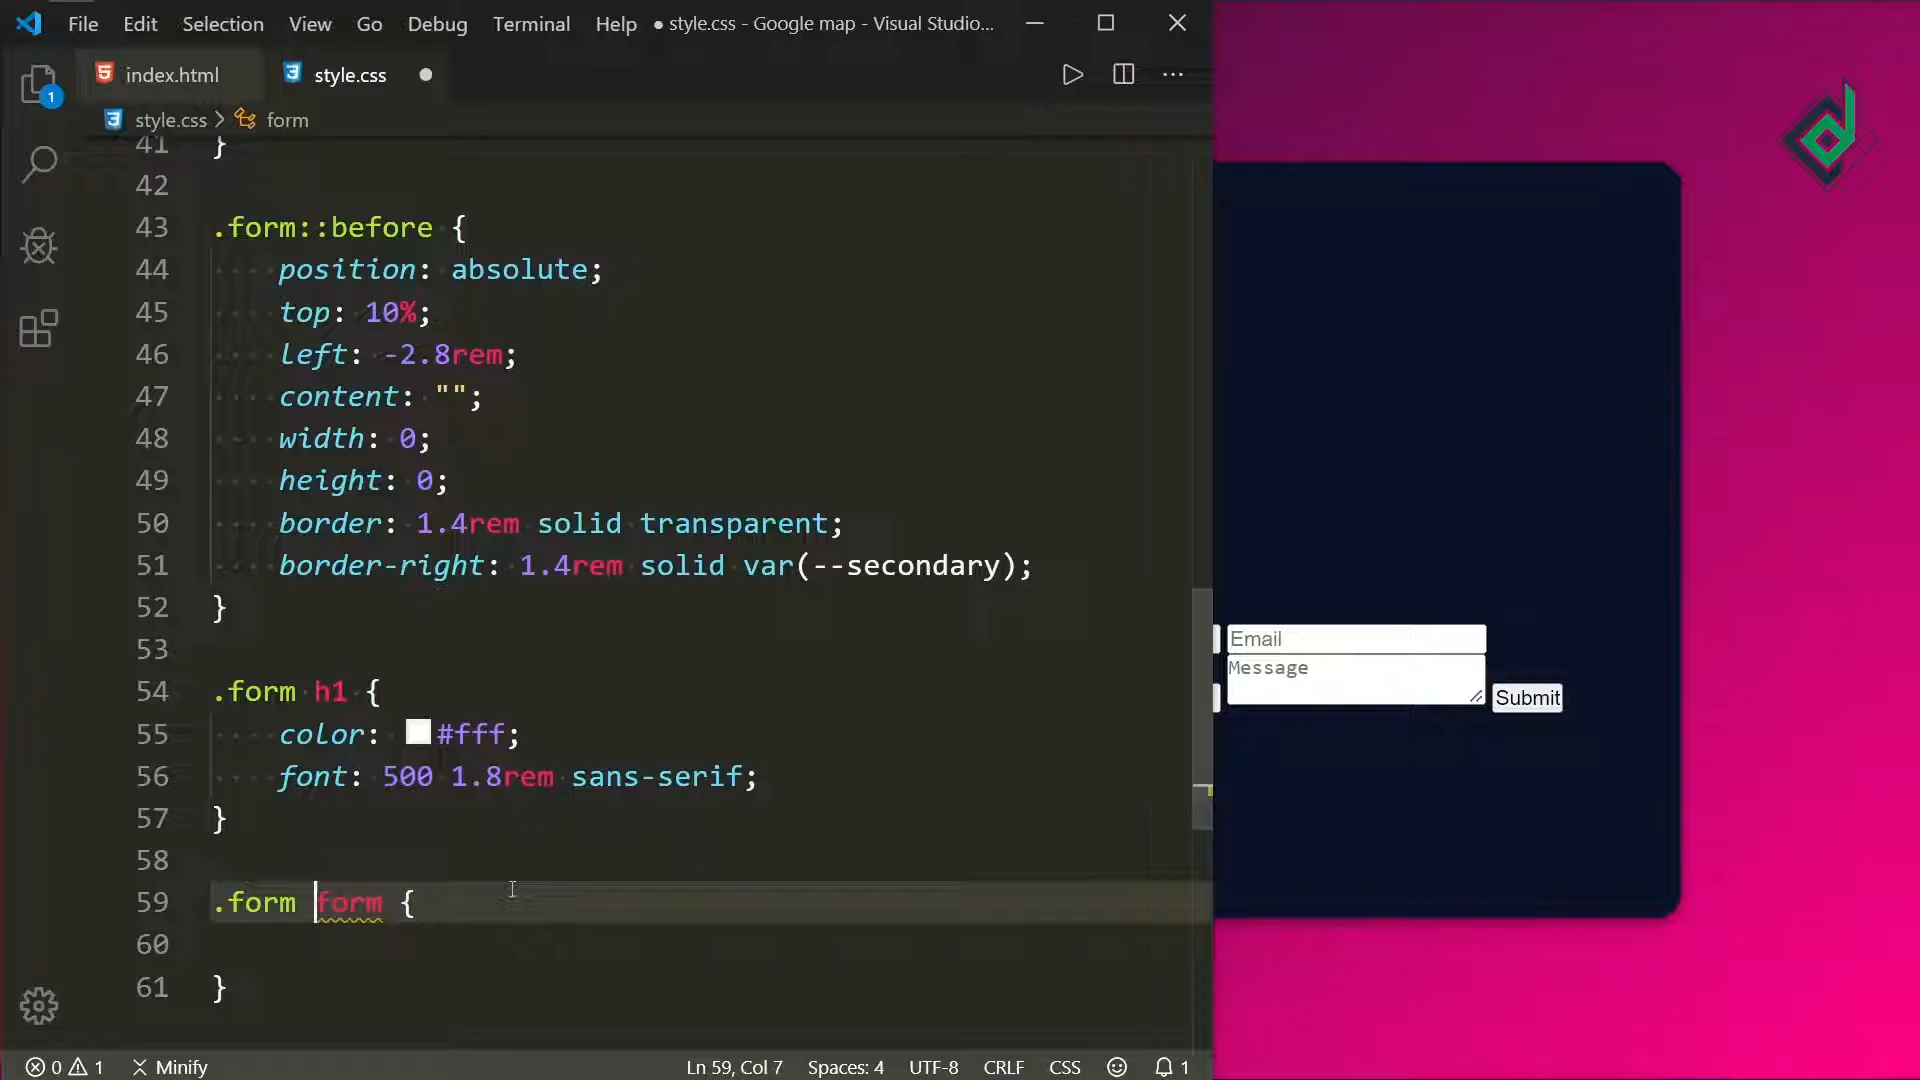 File Edit Selection View Go Debug Terminal Help ● style.css - Google map - Visual Studio...
index.html style.css ●
1
style.css > form
41 }
42
43 .form::before {
44 position: absolute;
45 top: 10%;
46 left: -2.8rem;
47 content: "";
48 width: 0;
49 height: 0;
50 border: 1.4rem solid transparent;
51 border-right: 1.4rem solid var(--secondary);
52 }
53
54 .form h1 {
55 color: #fff;
56 font: 500 1.8rem sans-serif;
57 }
58
59 .form form {
60
61 }
0 1 Minify Ln 59, Col 7 Spaces: 4 UTF-8 CRLF CSS 1
Email
Message
Submit